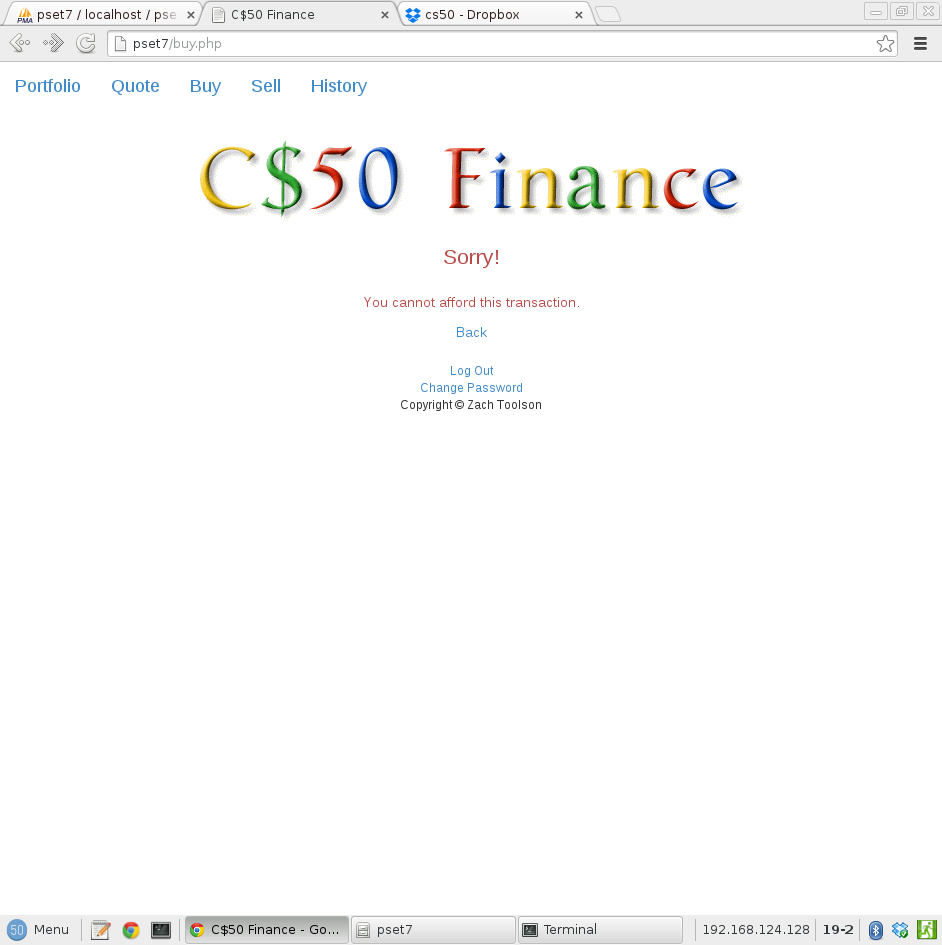 PMA pset7 / localhost / pse
C$50 Finance
cs50 - Dropbox
pset7/buy.php
Portfolio Quote Buy Sell History
C$50 Finance
Sorry!
You cannot afford this transaction.
Back
Log Out
Change Password
Copyright © Zach Toolson
50 Menu C$50 Finance - Go... pset7 Terminal 192.168.124.128 19-2